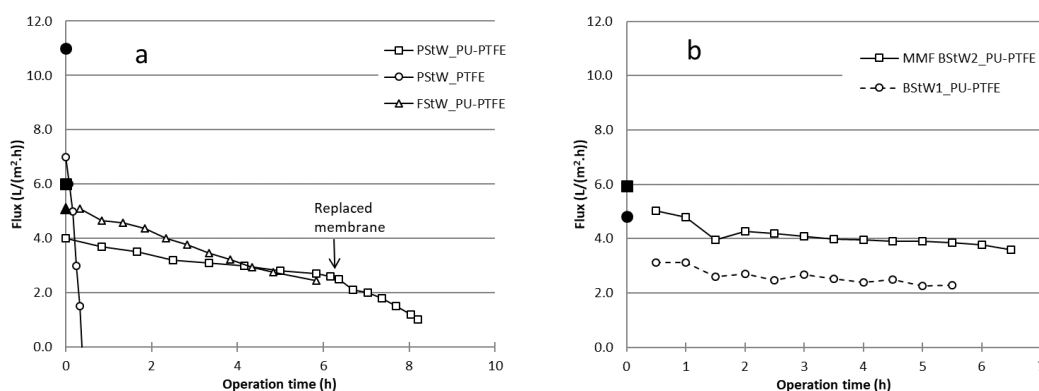 a
12.0
10.0
8.0
6.0
4.0
2.0
0.0
Flux (L/(m².h))
PStW_PU-PTFE
PStW_PTFE
FStW_PU-PTFE
Replaced
membrane
0 2 4 6 8 10
Operation time (h)
b
12.0
10.0
8.0
6.0
4.0
2.0
0.0
Flux (L/(m².h))
MMF BStW2_PU-PTFE
BStW1_PU-PTFE
0 1 2 3 4 5 6 7
Operation time (h)